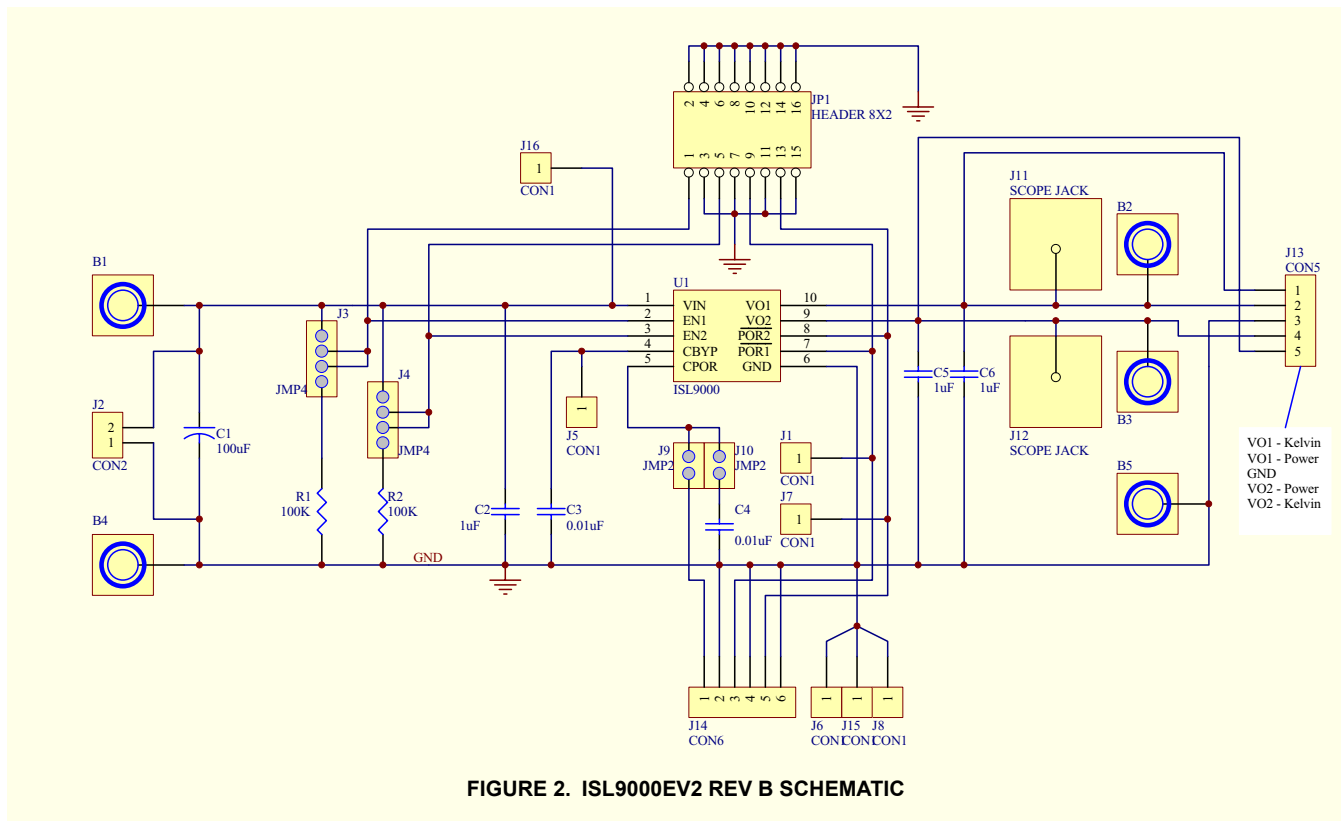 2 4 6 8 10 12 14 16
JP1
HEADER 8X2
1 3 5 7 9 11 13 15
J16
1
CON1
J11
SCOPE JACK
B2
J13
CON5
1
2
3
4
5
B1
U1
1 VIN VO1 10
2 EN1 VO2 9
3 EN2 POR2 8
4 CBYP POR1 7
5 CPOR GND 6
ISL9000
J3
JMP4
J4
JMP4
J2
2
1
CON2
C1
100uF
J5
1
CON1
C5
1uF
C6
1uF
B3
J12
SCOPE JACK
VO1 - Kelvin
VO1 - Power
GND
VO2 - Power
VO2 - Kelvin
J9
JMP2
J10
JMP2
J1
1
CON1
J7
1
CON1
B5
R1
100K
R2
100K
C2
1uF
C3
0.01uF
C4
0.01uF
B4
GND
1 2 3 4 5 6
J14
CON6
1 1 1
J6 J15 J8
CON1 CON1 CON1
FIGURE 2. ISL9000EV2 REV B SCHEMATIC